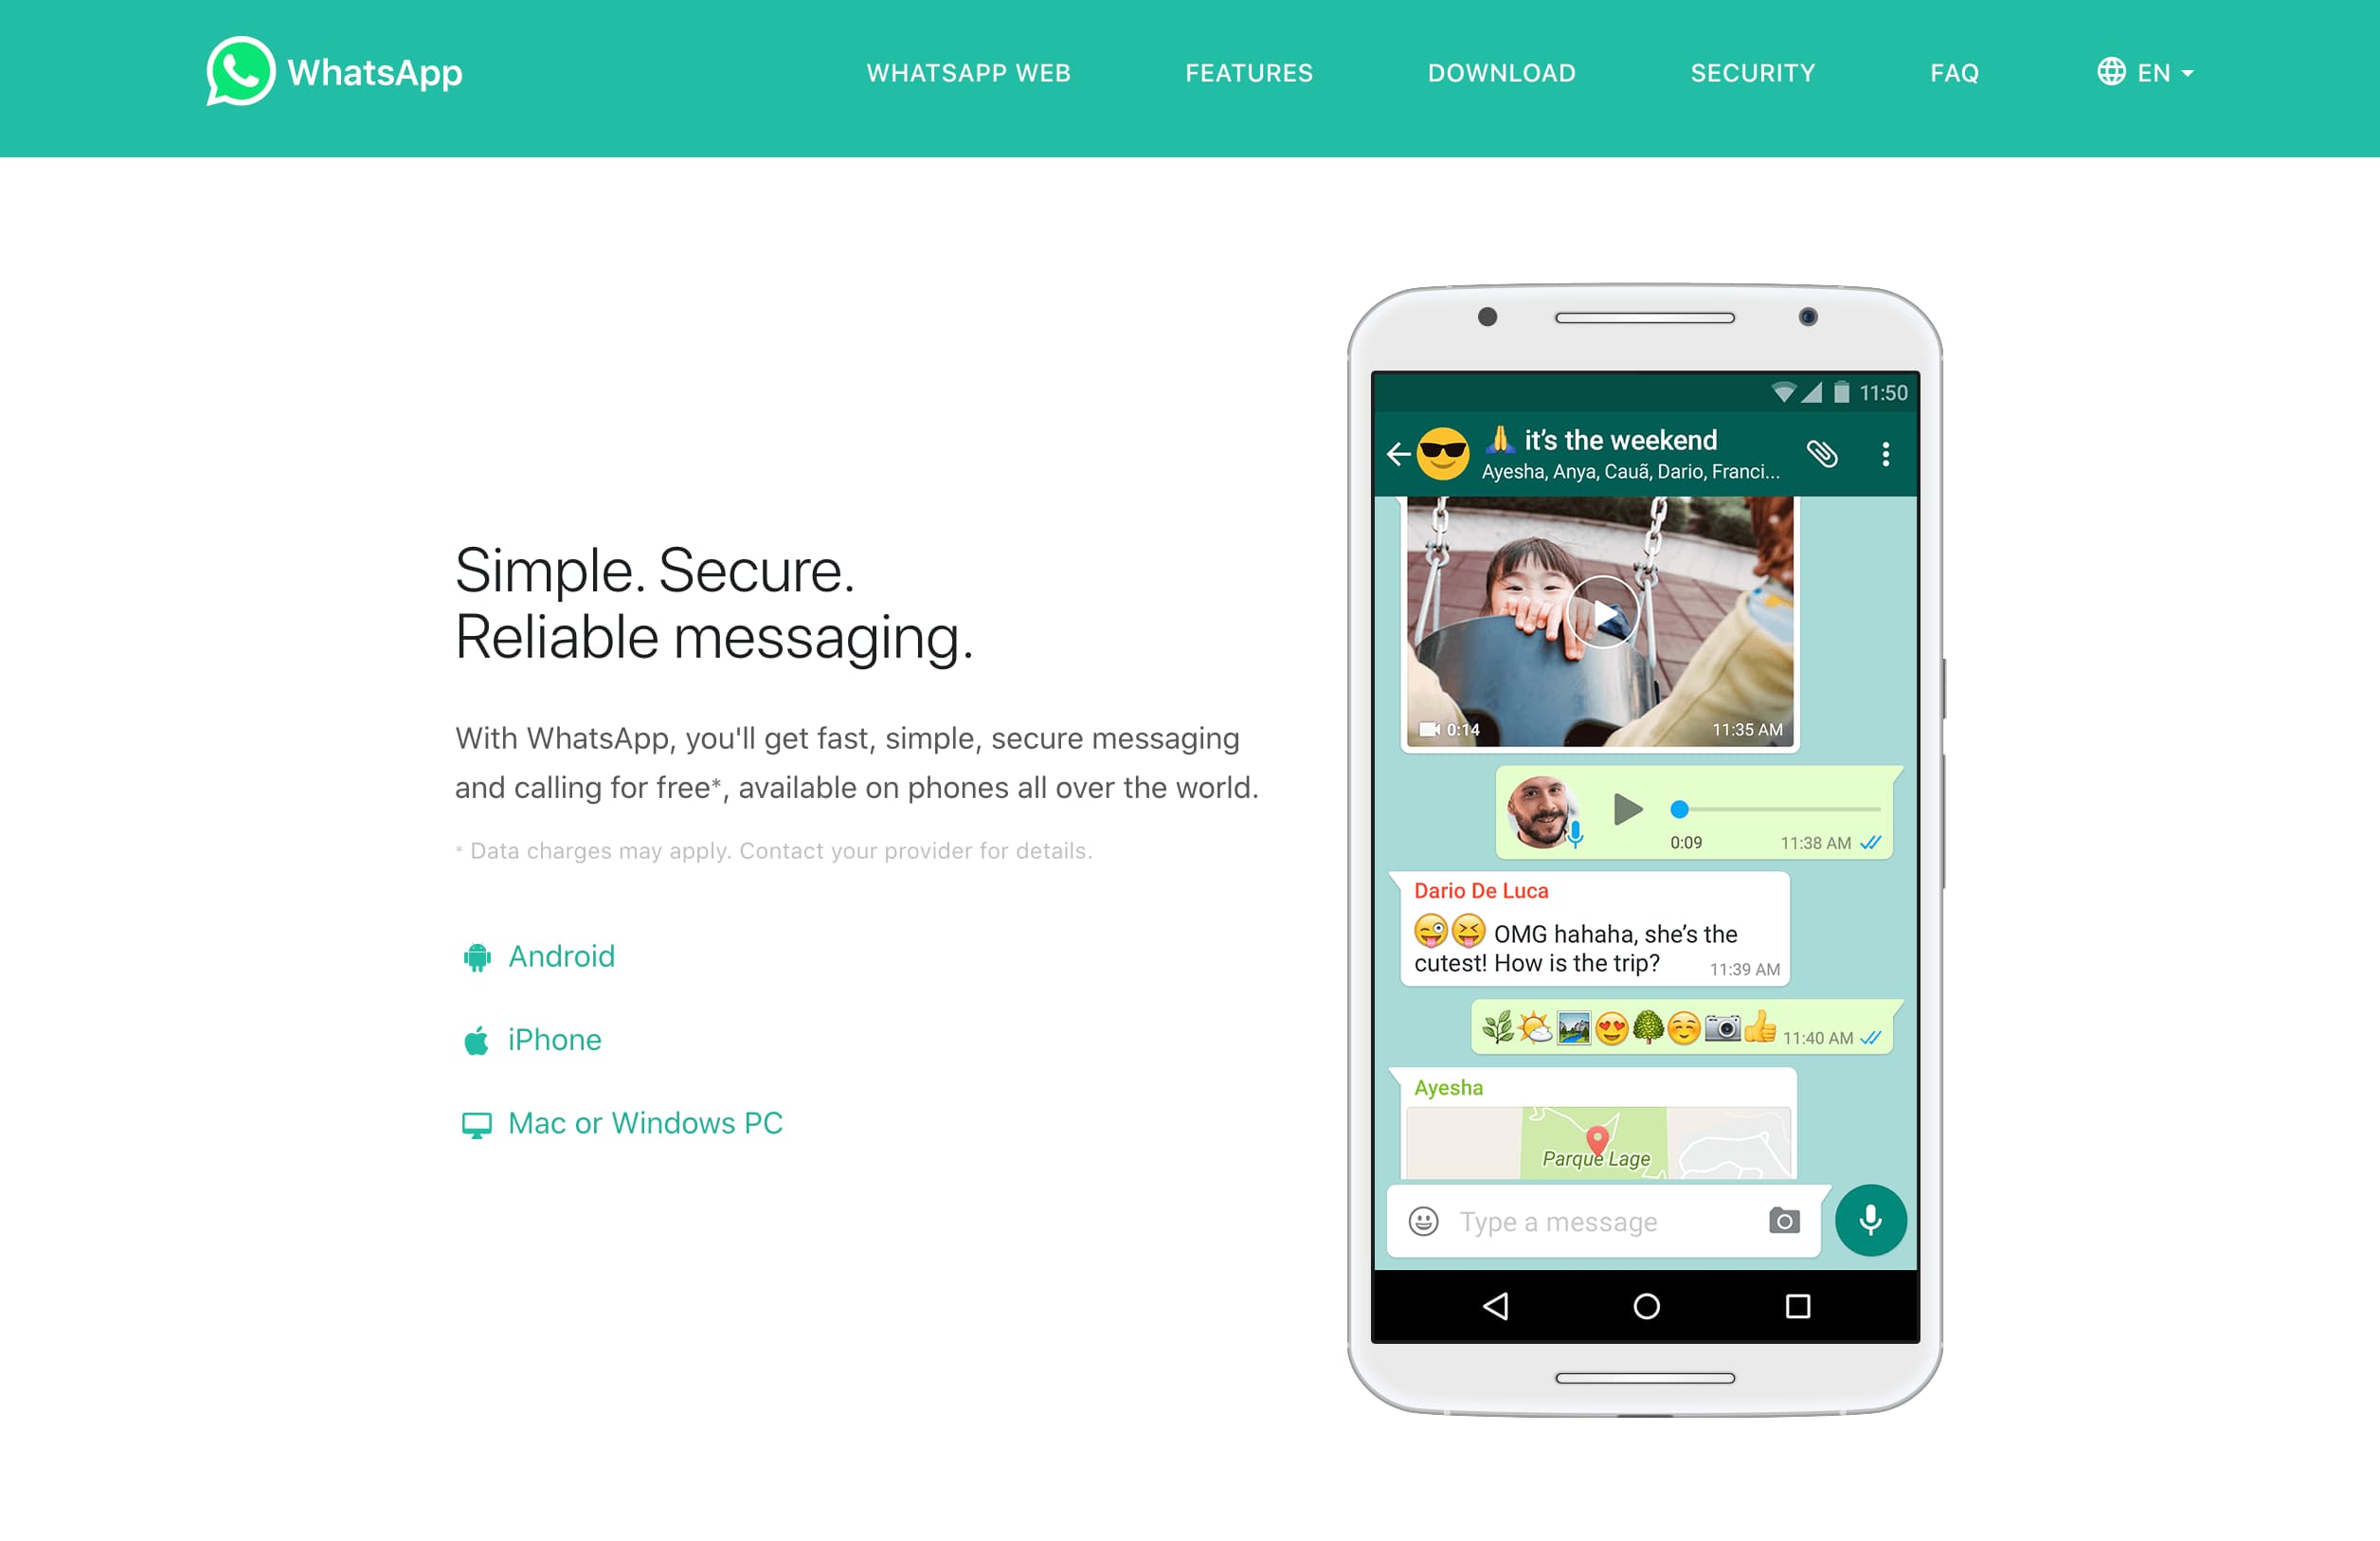 WhatsApp
WHATSAPP WEB
FEATURES
DOWNLOAD
SECURITY
FAQ
EN
Simple. Secure.
Reliable messaging.
With WhatsApp, you'll get fast, simple, secure messaging
and calling for free*, available on phones all over the world.
* Data charges may apply. Contact your provider for details.
Android
iPhone
Mac or Windows PC
11:50
🙏 it’s the weekend
Ayesha, Anya, Cauã, Dario, Franci...
0:14 11:35 AM
0:09 11:38 AM
Dario De Luca
😜😝 OMG hahaha, she’s the
cutest! How is the trip? 11:39 AM
🌿🌤🏞😍🌳☺️📷👍 11:40 AM
Ayesha
Parque Lage
Type a message